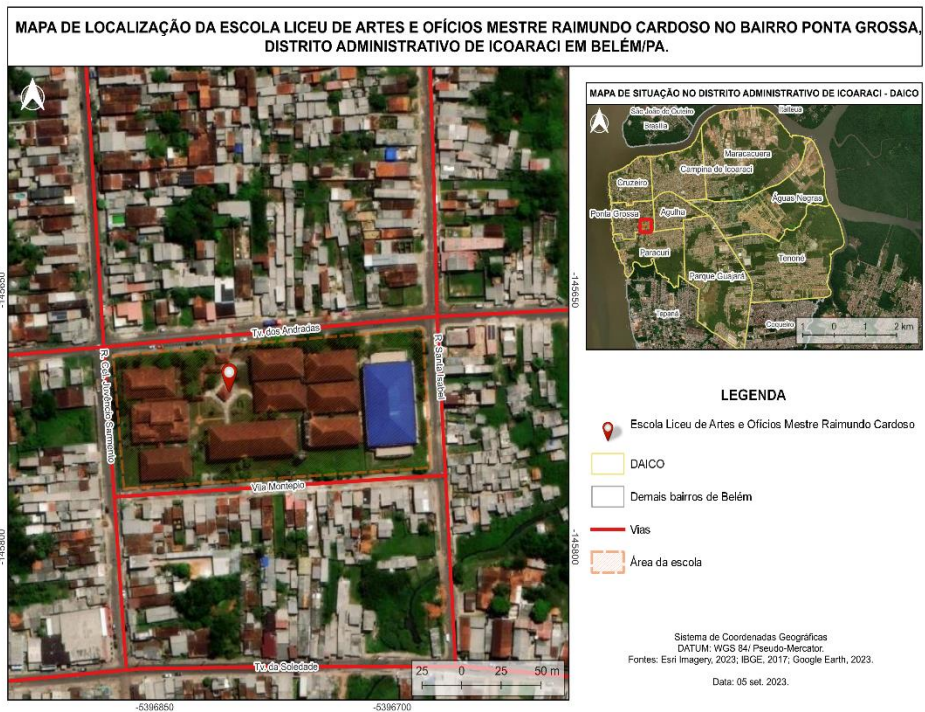 MAPA DE LOCALIZAÇÃO DA ESCOLA LICEU DE ARTES E OFÍCIOS MESTRE RAIMUNDO CARDOSO NO BAIRRO PONTA GROSSA,
DISTRITO ADMINISTRATIVO DE ICOARACI EM BELÉM/PA.
Tv. dos Andradas
R. Cel. Juvêncio Sarmento
R. Santa Isabel
Vila Montepio
Tv. da Soledade
25 0 25 50 m
-145650
-145650
-145800
-145800
-5396850
-5396700
MAPA DE SITUAÇÃO NO DISTRITO ADMINISTRATIVO DE ICOARACI - DAICO
São João do Outeiro
Itaiteua
Brasília
Maracacuera
Campina de Icoaraci
Cruzeiro
Águas Negras
Ponta Grossa
Agulha
Paracuri
Tenoné
Parque Guajará
Tapanã
Coqueiro
1 0 1 2 km
LEGENDA
Escola Liceu de Artes e Ofícios Mestre Raimundo Cardoso
DAICO
Demais bairros de Belém
Vias
Área da escola
Sistema de Coordenadas Geográficas
DATUM: WGS 84/ Pseudo-Mercator.
Fontes: Esri Imagery, 2023; IBGE, 2017; Google Earth, 2023.
Data: 05 set. 2023.